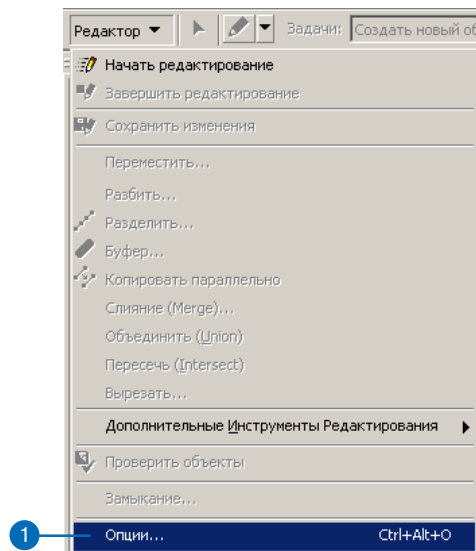 Редактор Задачи: Создать новый об
Начать редактирование
Завершить редактирование
Сохранить изменения
Переместить...
Разбить...
Разделить...
Буфер...
Копировать параллельно
Слияние (Merge)...
Объединить (Union)
Пересечь (Intersect)
Вырезать...
Дополнительные Инструменты Редактирования
Проверить объекты
Замыкание...
1 Опции... Ctrl+Alt+O